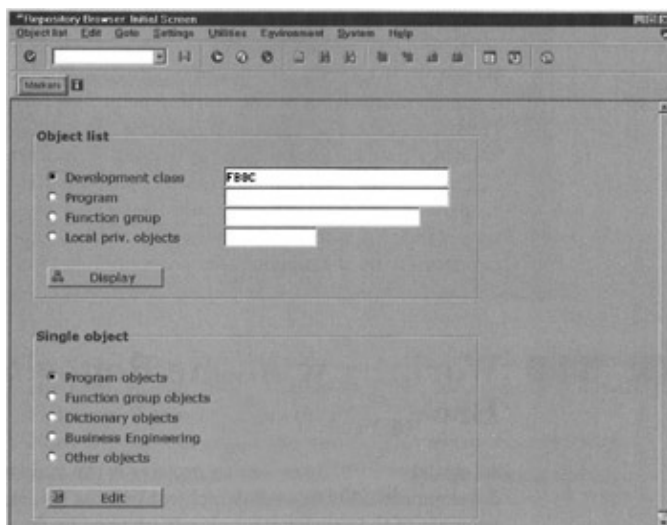 Repository Browser: Initial Screen
Object list Edit Goto Settings Utilities Environment System Help
Markers
Object list
Development class FBBC
Program
Function group
Local priv. objects
Display
Single object
Program objects
Function group objects
Dictionary objects
Business Engineering
Other objects
Edit